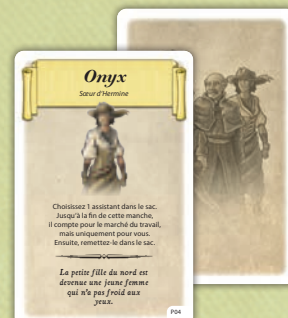 Onyx
Sœur d'Hermine
Choisissez 1 assistant dans le sac.
Jusqu'à la fin de cette manche,
il compte pour le marché du travail,
mais uniquement pour vous.
Ensuite, remettez-le dans le sac.
La petite fille du nord est
devenue une jeune femme
qui n'a pas froid aux
yeux.
P04